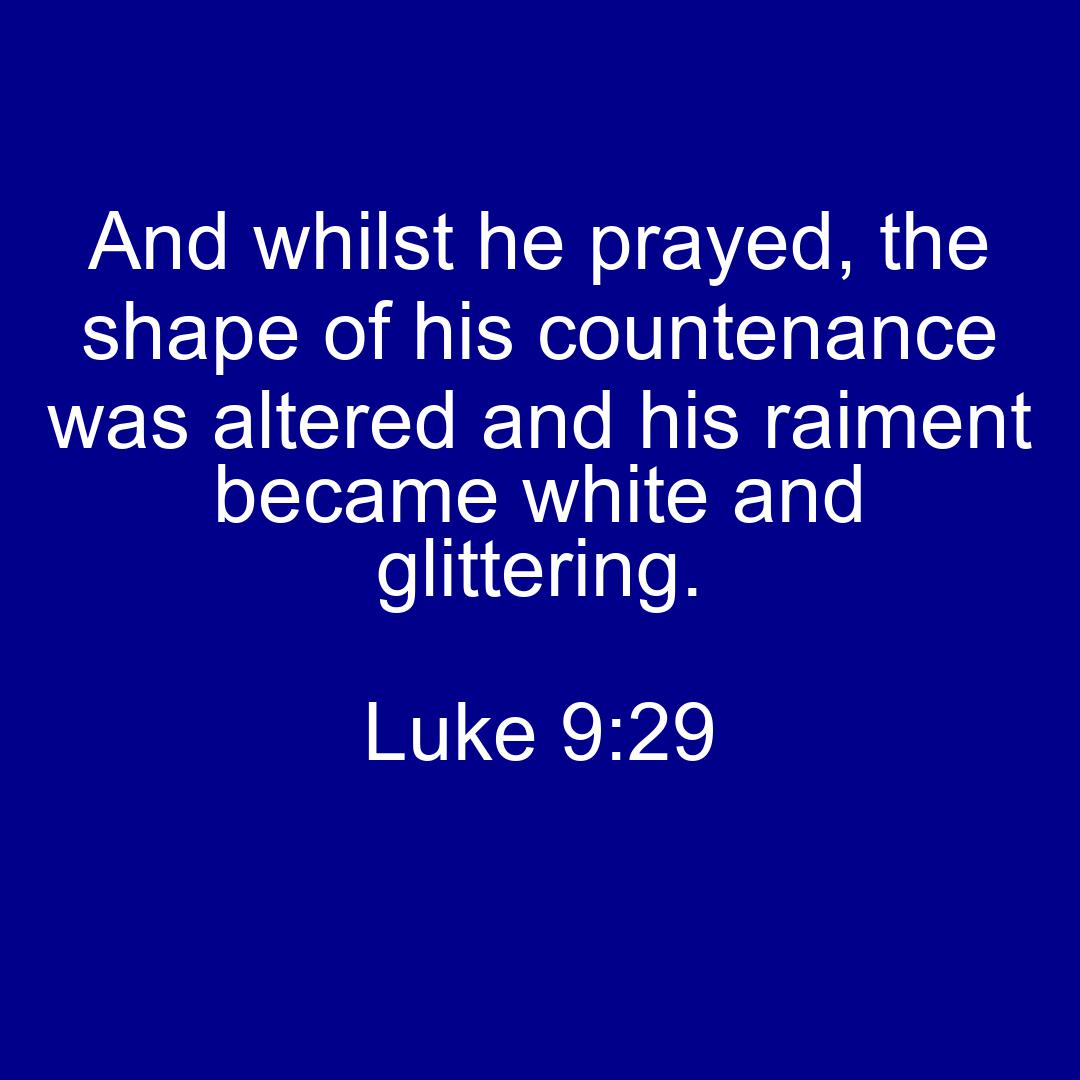 And whilst he prayed, the
shape of his countenance
was altered and his raiment
became white and
glittering.
Luke 9:29